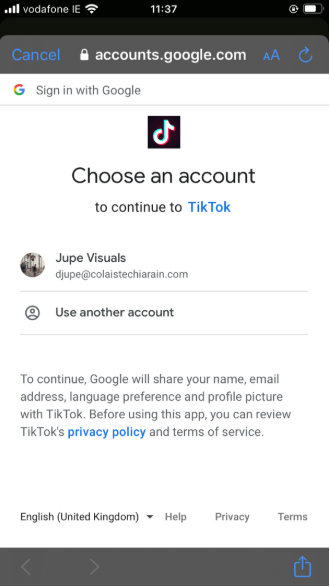 vodafone IE 11:37
Cancel accounts.google.com AA
G Sign in with Google
Choose an account
to continue to TikTok
Jupe Visuals
djupe@colaistechiarain.com
Use another account
To continue, Google will share your name, email
address, language preference and profile picture
with TikTok. Before using this app, you can review
TikTok's privacy policy and terms of service.
English (United Kingdom) Help Privacy Terms